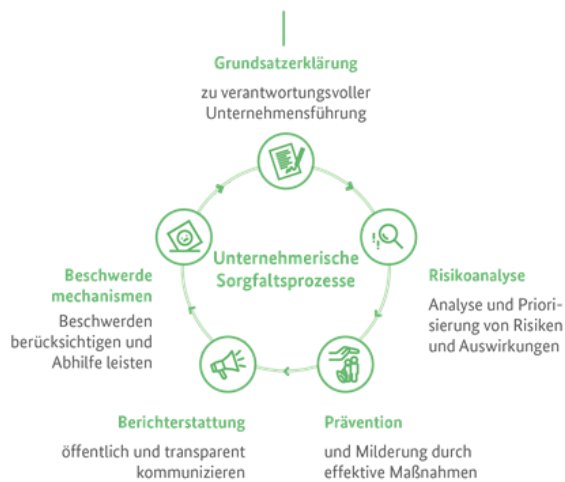 Grundsatzerklärung
zu verantwortungsvoller
Unternehmensführung
Unternehmerische
Sorgfaltsprozesse
Risikoanalyse
Analyse und Priori-
sierung von Risiken
und Auswirkungen
Prävention
und Milderung durch
effektive Maßnahmen
Berichterstattung
öffentlich und transparent
kommunizieren
Beschwerde
mechanismen
Beschwerden
berücksichtigen und
Abhilfe leisten